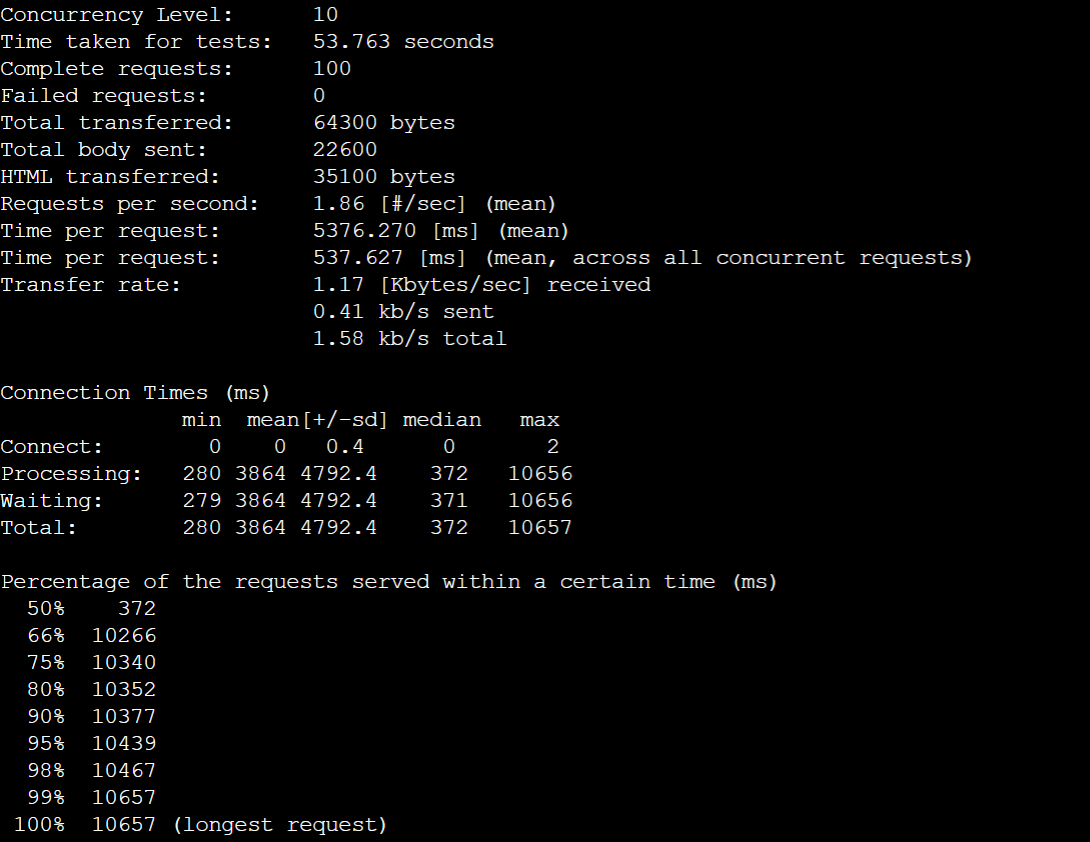 Concurrency Level:      10
Time taken for tests:   53.763 seconds
Complete requests:      100
Failed requests:        0
Total transferred:      64300 bytes
Total body sent:        22600
HTML transferred:       35100 bytes
Requests per second:    1.86 [#/sec] (mean)
Time per request:       5376.270 [ms] (mean)
Time per request:       537.627 [ms] (mean, across all concurrent requests)
Transfer rate:          1.17 [Kbytes/sec] received
                        0.41 kb/s sent
                        1.58 kb/s total

Connection Times (ms)
              min  mean[+/-sd] median   max
Connect:        0    0   0.4      0       2
Processing:   280 3864 4792.4    372   10656
Waiting:      279 3864 4792.4    371   10656
Total:        280 3864 4792.4    372   10657

Percentage of the requests served within a certain time (ms)
  50%    372
  66%  10266
  75%  10340
  80%  10352
  90%  10377
  95%  10439
  98%  10467
  99%  10657
 100%  10657 (longest request)